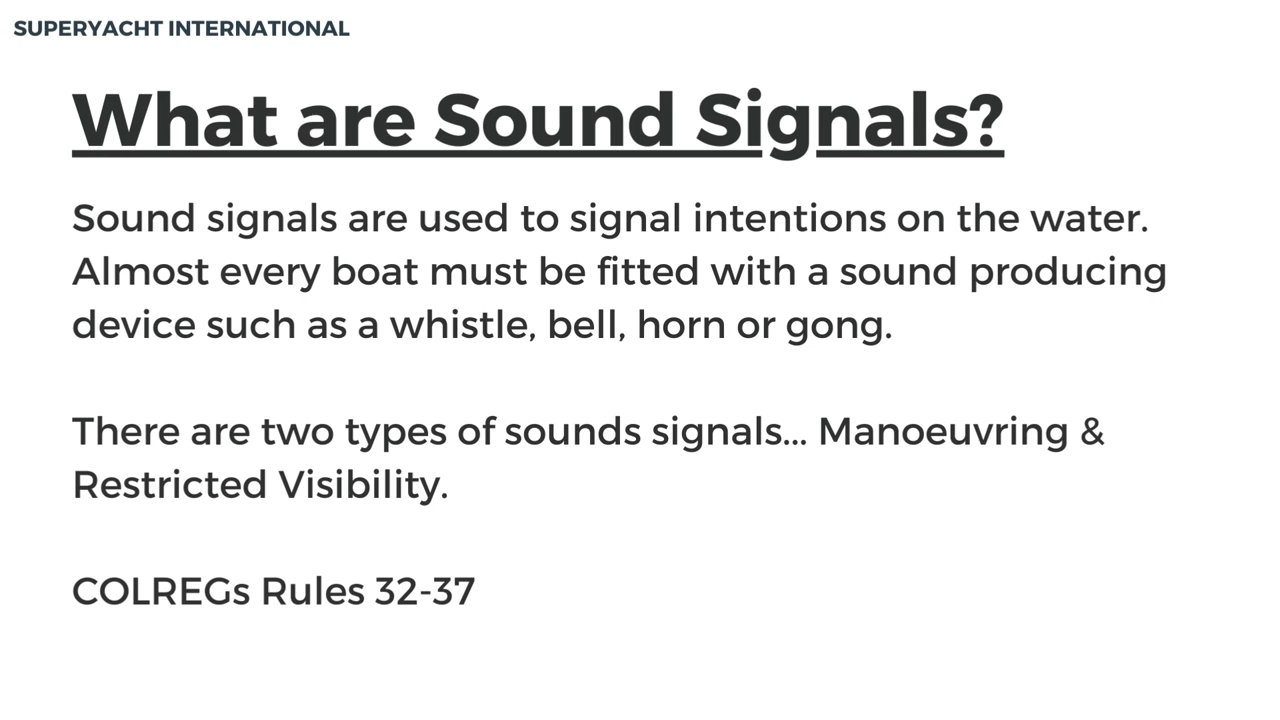 SUPERYACHT INTERNATIONAL
What are Sound Signals?
Sound signals are used to signal intentions on the water.
Almost every boat must be fitted with a sound producing
device such as a whistle, bell, horn or gong.
There are two types of sounds signals... Manoeuvring &
Restricted Visibility.
COLREGs Rules 32-37